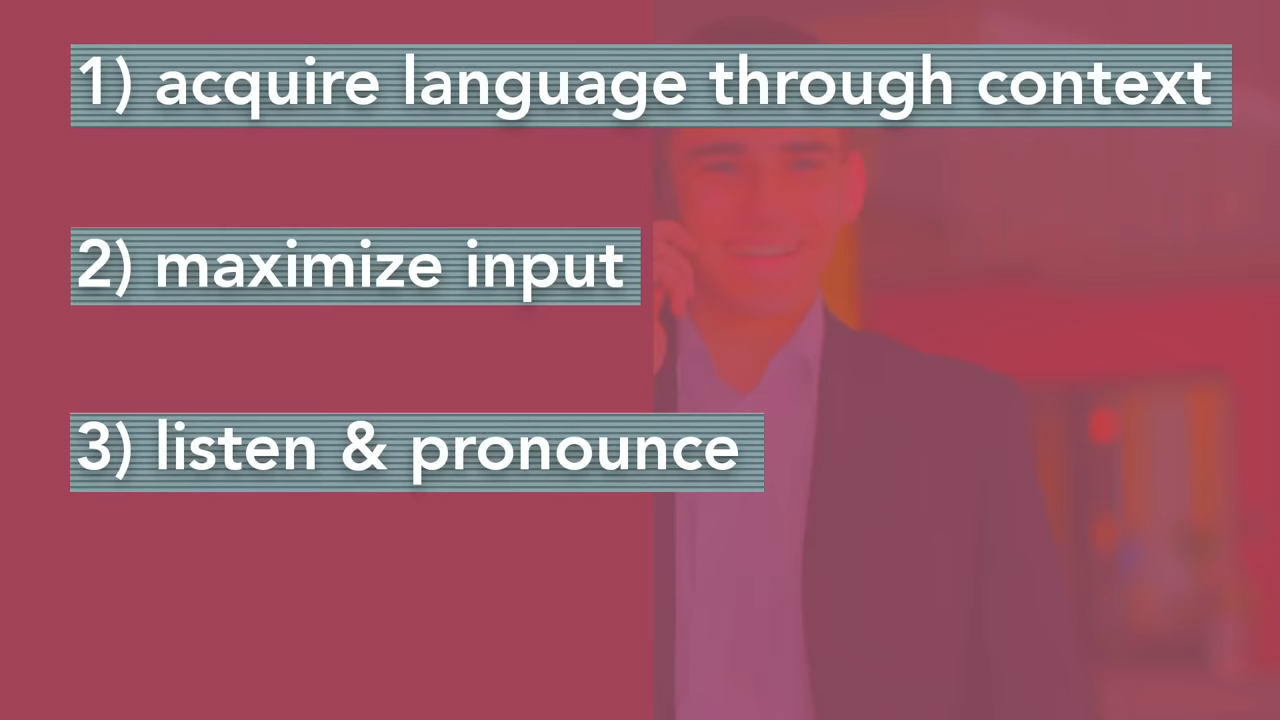 1) acquire language through context
2) maximize input
3) listen & pronounce